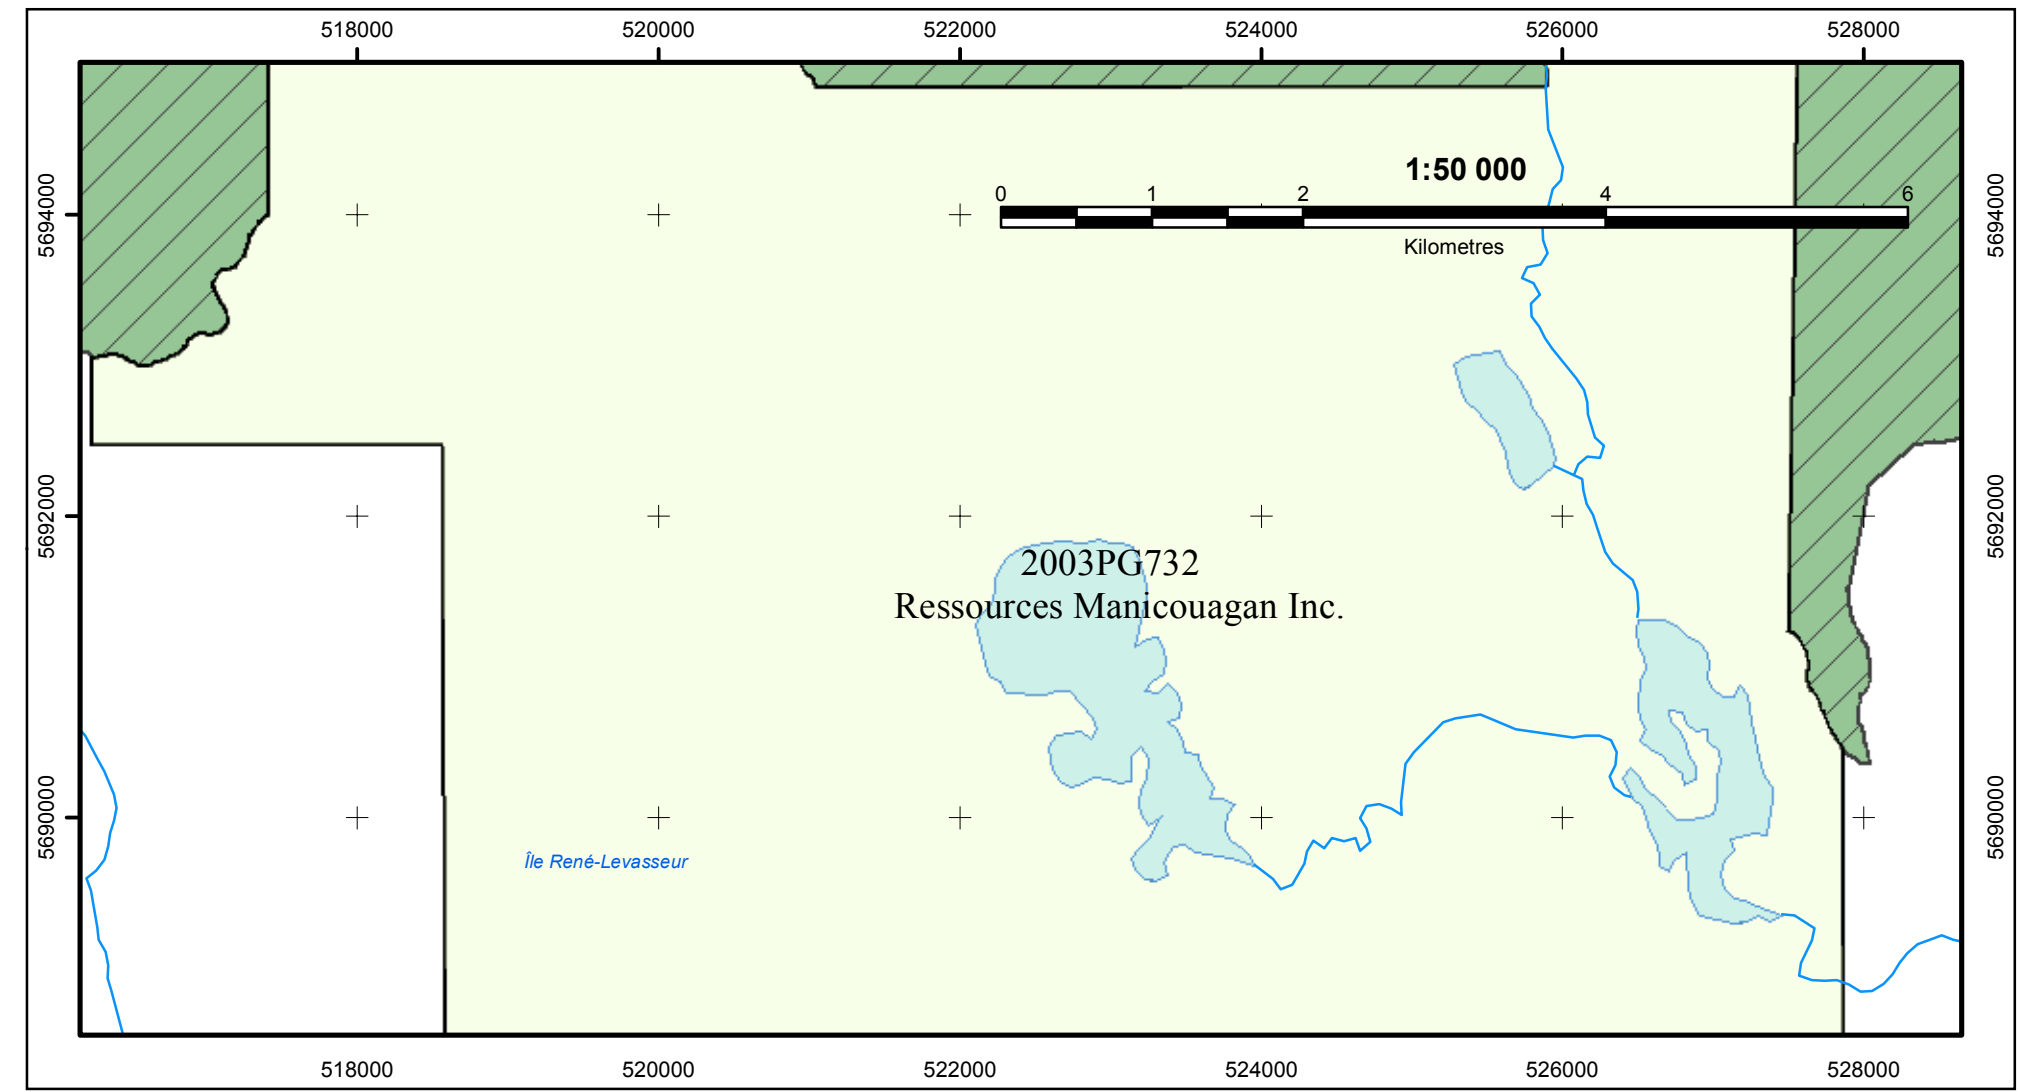 518000 520000 522000 524000 526000 528000
1:50 000
0 1 2 4 6
Kilometres
5694000 5694000
5692000 5692000
2003PG732
Ressources Manicouagan Inc.
5690000 5690000
Île René-Levasseur
518000 520000 522000 524000 526000 528000